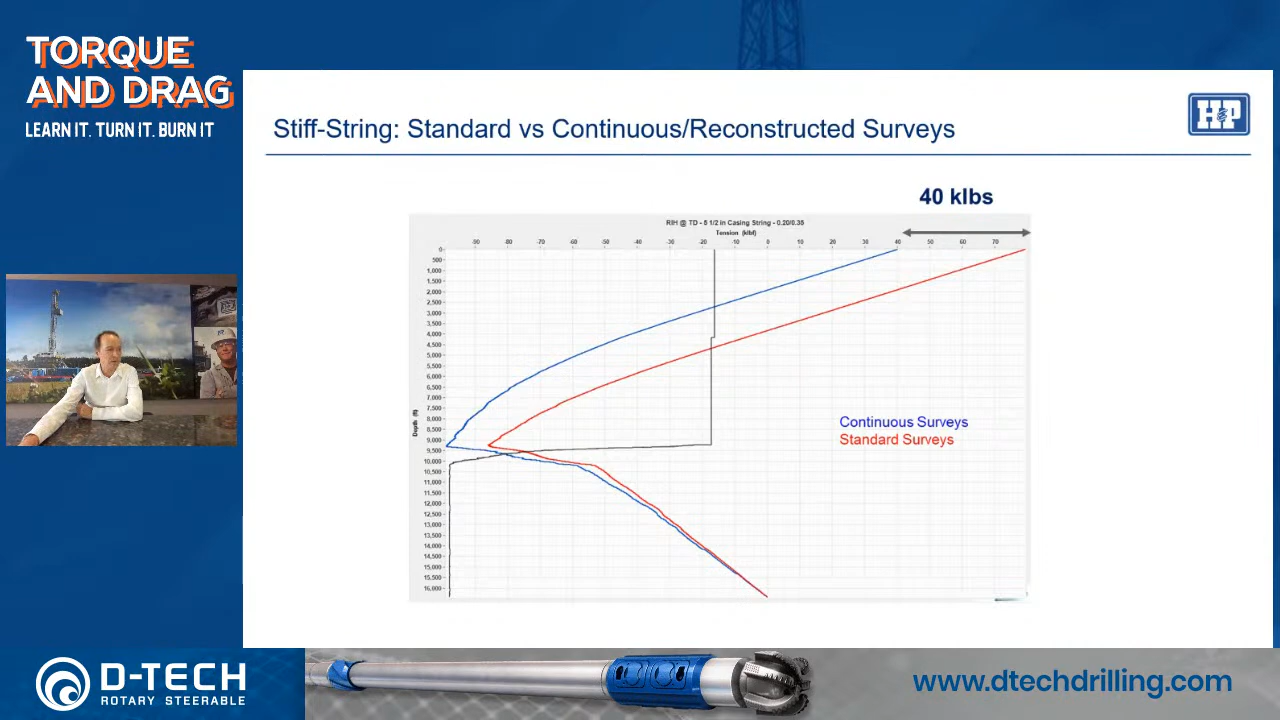 TORQUE
AND DRAG
LEARN IT. TURN IT. BURN IT
Stiff-String: Standard vs Continuous/Reconstructed Surveys
H&P
40 klbs
RIH @ TD - 5 1/2 in Casing String - 0.20/0.35
Tension (klbf)
-90 -80 -70 -60 -50 -40 -30 -20 -10 0 10 20 30 40 50 60 70
Depth (ft)
0
500
1,000
1,500
2,000
2,500
3,000
3,500
4,000
4,500
5,000
5,500
6,000
6,500
7,000
7,500
8,000
8,500
9,000
9,500
10,000
10,500
11,000
11,500
12,000
12,500
13,000
13,500
14,000
14,500
15,000
15,500
16,000
Continuous Surveys
Standard Surveys
D-TECH
ROTARY STEERABLE
www.dtechdrilling.com